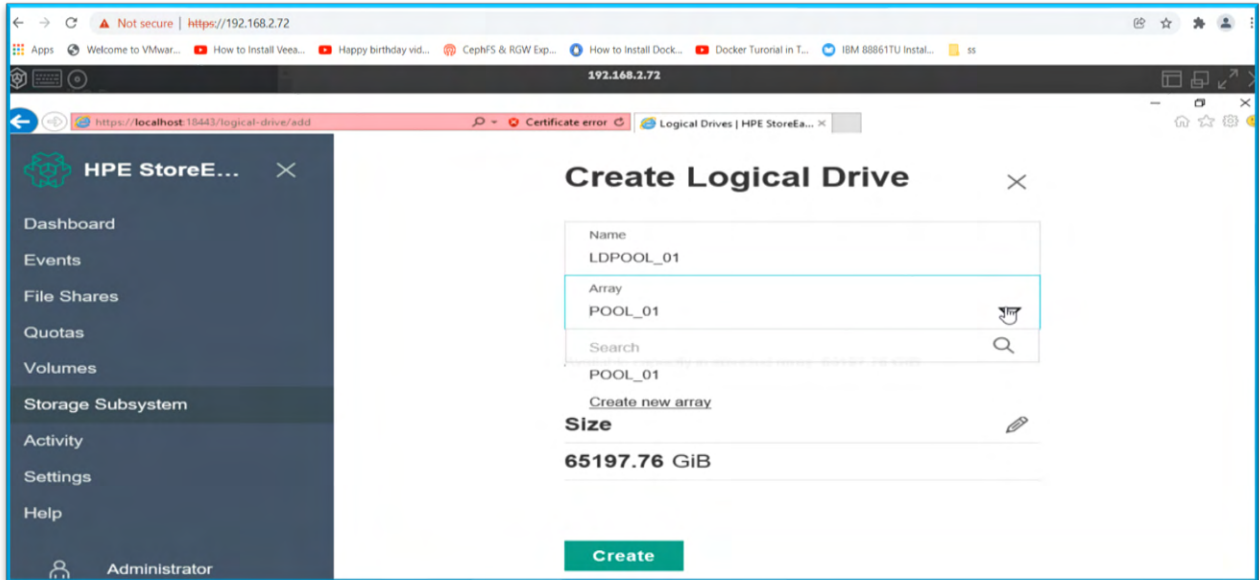 Not secure | https://192.168.2.72
Apps Welcome to VMwar... How to Install Veea... Happy birthday vid... CephFS & RGW Exp... How to Install Dock... Docker Turorial in T... IBM 88861TU Instal... ss
192.168.2.72
https://localhost:18443/logical-drive/add Certificate error Logical Drives | HPE StoreEa...
HPE StoreE...
Dashboard
Events
File Shares
Quotas
Volumes
Storage Subsystem
Activity
Settings
Help
Administrator
Create Logical Drive
Name
LDPOOL_01
Array
POOL_01
Search
POOL_01
Create new array
Size
65197.76 GiB
Create